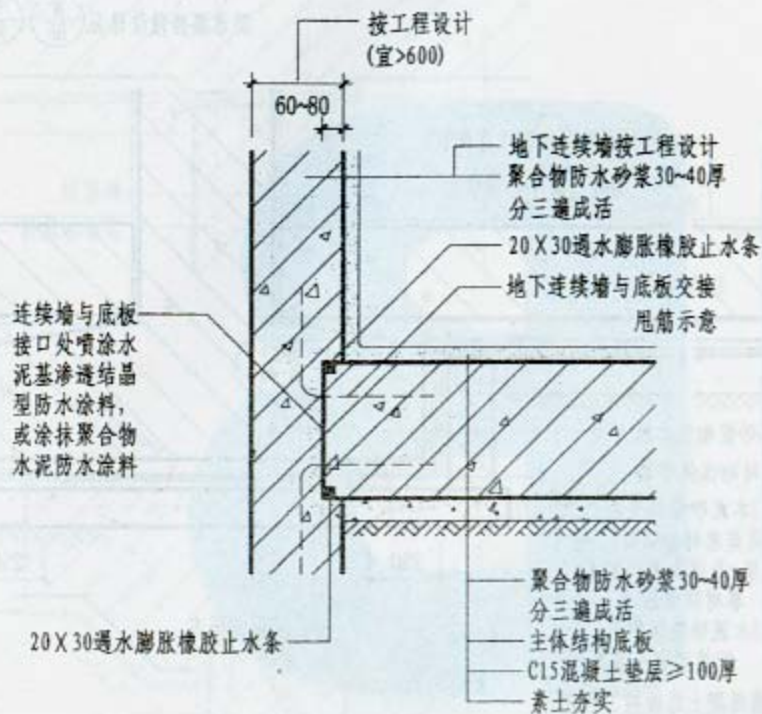 按工程设计
(宜>600)
60~80
地下连续墙按工程设计
聚合物防水砂浆30~40厚
分三遍成活
20X30遇水膨胀橡胶止水条
地下连续墙与底板交接
甩筋示意
连续墙与底板
接口处喷涂水
泥基渗透结晶
型防水涂料,
或涂抹聚合物
水泥防水涂料
聚合物防水砂浆30~40厚
分三遍成活
主体结构底板
C15混凝土垫层≥100厚
素土夯实
20X30遇水膨胀橡胶止水条